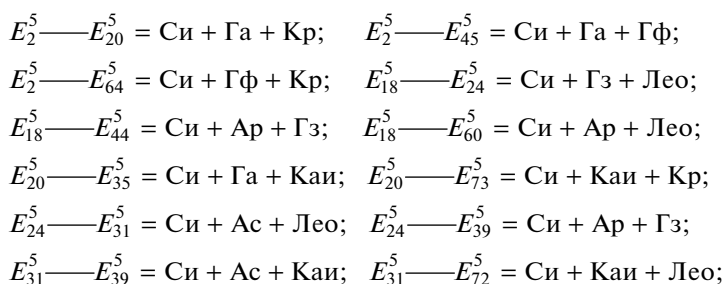 E₂⁵——E₂₀⁵ = Си + Га + Кр; E₂⁵——E₄₅⁵ = Си + Га + Гф;
E₂⁵——E₆₄⁵ = Си + Гф + Кр; E₁₈⁵——E₂₄⁵ = Си + Гз + Лео;
E₁₈⁵——E₄₄⁵ = Си + Ар + Гз; E₁₈⁵——E₆₀⁵ = Си + Ар + Лео;
E₂₀⁵——E₃₅⁵ = Си + Га + Каи; E₂₀⁵——E₇₃⁵ = Си + Каи + Кр;
E₂₄⁵——E₃₁⁵ = Си + Ас + Лео; E₂₄⁵——E₃₉⁵ = Си + Ар + Гз;
E₃₁⁵——E₃₉⁵ = Си + Ас + Каи; E₃₁⁵——E₇₂⁵ = Си + Каи + Лео;